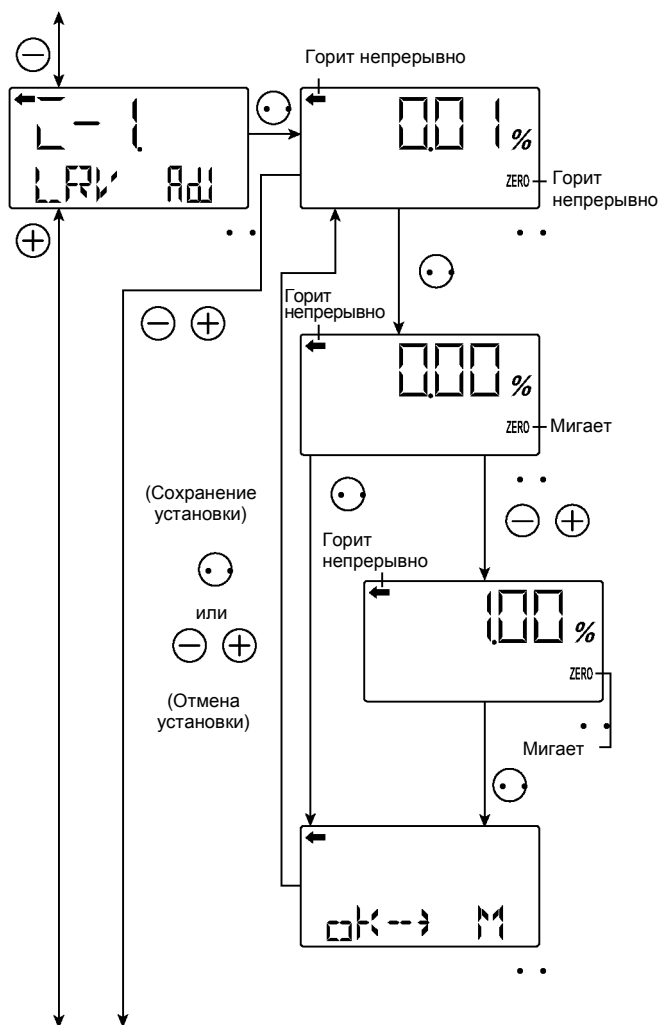 Горит непрерывно
C-1.
LRV Adj
0.01 %
ZERO
Горит
непрерывно
Горит
непрерывно
0.00 %
ZERO
Мигает
(Сохранение
установки)
или
(Отмена
установки)
Горит
непрерывно
1.00 %
ZERO
Мигает
oK--> M